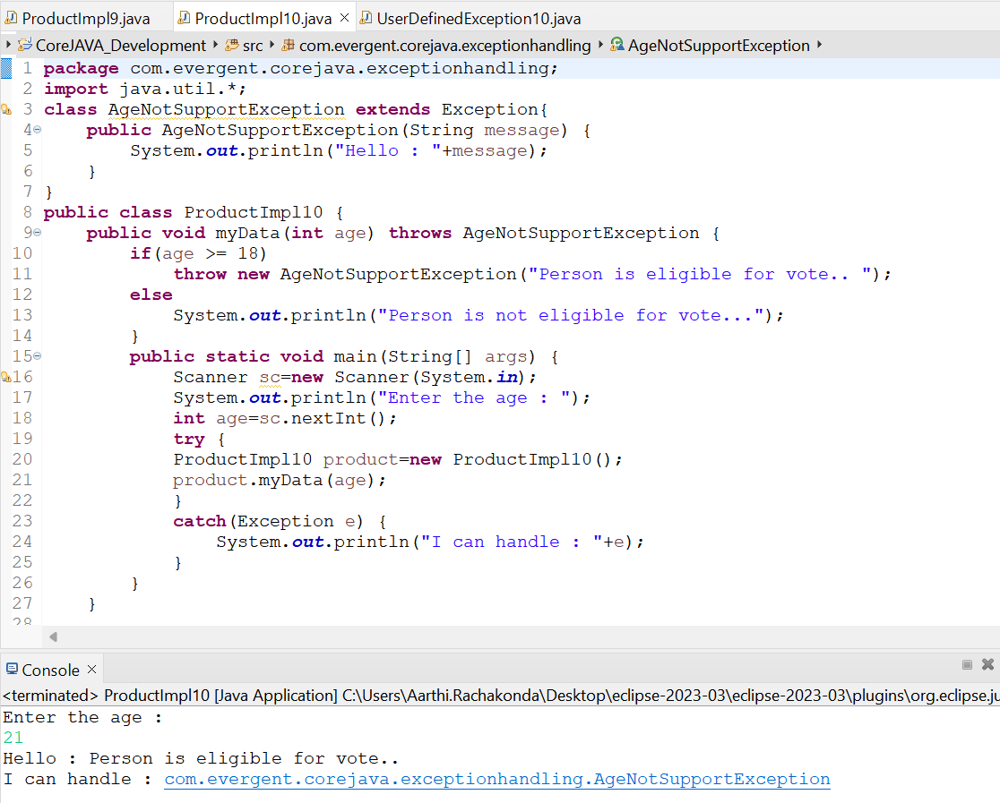 ProductImpl9.java ProductImpl10.java UserDefinedException10.java
CoreJAVA_Development src com.evergent.corejava.exceptionhandling AgeNotSupportException
1 package com.evergent.corejava.exceptionhandling;
2 import java.util.*;
3 class AgeNotSupportException extends Exception{
4 public AgeNotSupportException(String message) {
5 System.out.println("Hello : "+message);
6 }
7 }
8 public class ProductImpl10 {
9 public void myData(int age) throws AgeNotSupportException {
10 if(age >= 18)
11 throw new AgeNotSupportException("Person is eligible for vote.. ");
12 else
13 System.out.println("Person is not eligible for vote...");
14 }
15 public static void main(String[] args) {
16 Scanner sc=new Scanner(System.in);
17 System.out.println("Enter the age : ");
18 int age=sc.nextInt();
19 try {
20 ProductImpl10 product=new ProductImpl10();
21 product.myData(age);
22 }
23 catch(Exception e) {
24 System.out.println("I can handle : "+e);
25 }
26 }
27 }
28
Console
<terminated> ProductImpl10 [Java Application] C:\Users\Aarthi.Rachakonda\Desktop\eclipse-2023-03\eclipse-2023-03\plugins\org.eclipse.ju
Enter the age :
21
Hello : Person is eligible for vote..
I can handle : com.evergent.corejava.exceptionhandling.AgeNotSupportException